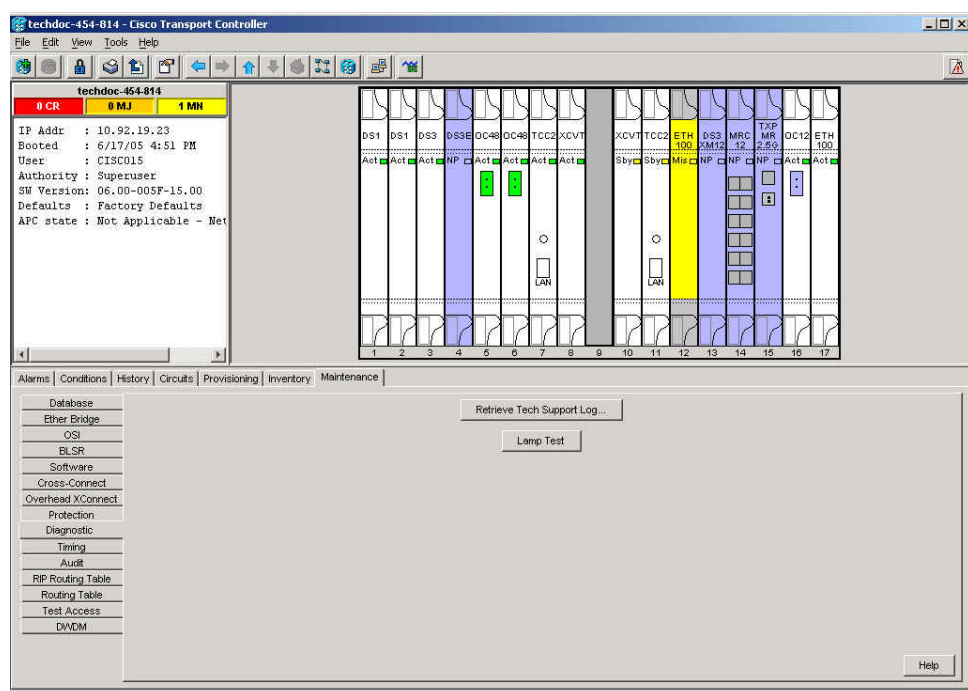 techdoc-454-814 - Cisco Transport Controller
File Edit View Tools Help
techdoc-454-814
0 CR 0 MJ 1 MN
IP Addr : 10.92.19.23
Booted : 6/17/05 4:51 PM
User : CISCO15
Authority : Superuser
SW Version: 06.00-005F-15.00
Defaults : Factory Defaults
APC state : Not Applicable - Net
DS1 DS1 DS3 DS3E OC48 OC48 TCC2 XCVT XCVT TCC2 ETH 100 DS3 XM12 MRC 12 TXP MR 2.5G OC12 ETH 100
Act Act Act NP Act Act Act Act Sby Sby Mis NP NP NP Act Act
LAN LAN
1 2 3 4 5 6 7 8 9 10 11 12 13 14 15 16 17
Alarms Conditions History Circuits Provisioning Inventory Maintenance
Database
Ether Bridge
OSI
BLSR
Software
Cross-Connect
Overhead XConnect
Protection
Diagnostic
Timing
Audit
RIP Routing Table
Routing Table
Test Access
DWDM
Retrieve Tech Support Log...
Lamp Test
Help